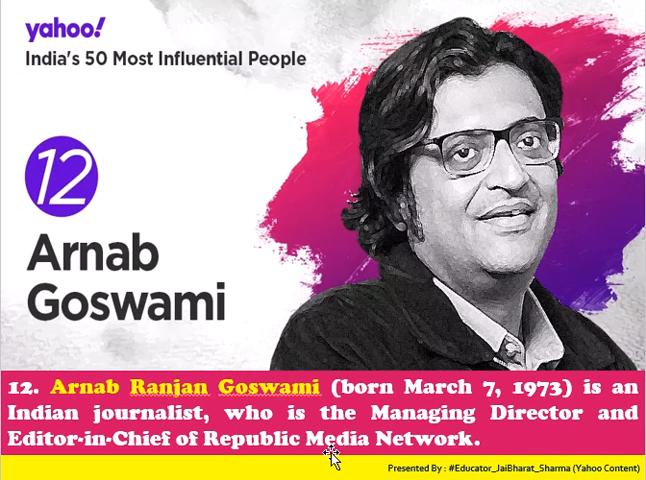 yahoo!
India's 50 Most Influential People
12
Arnab
Goswami
12. Arnab Ranjan Goswami (born March 7, 1973) is an
Indian journalist, who is the Managing Director and
Editor-in-Chief of Republic Media Network.
Presented By : #Educator_JaiBharat_Sharma (Yahoo Content)